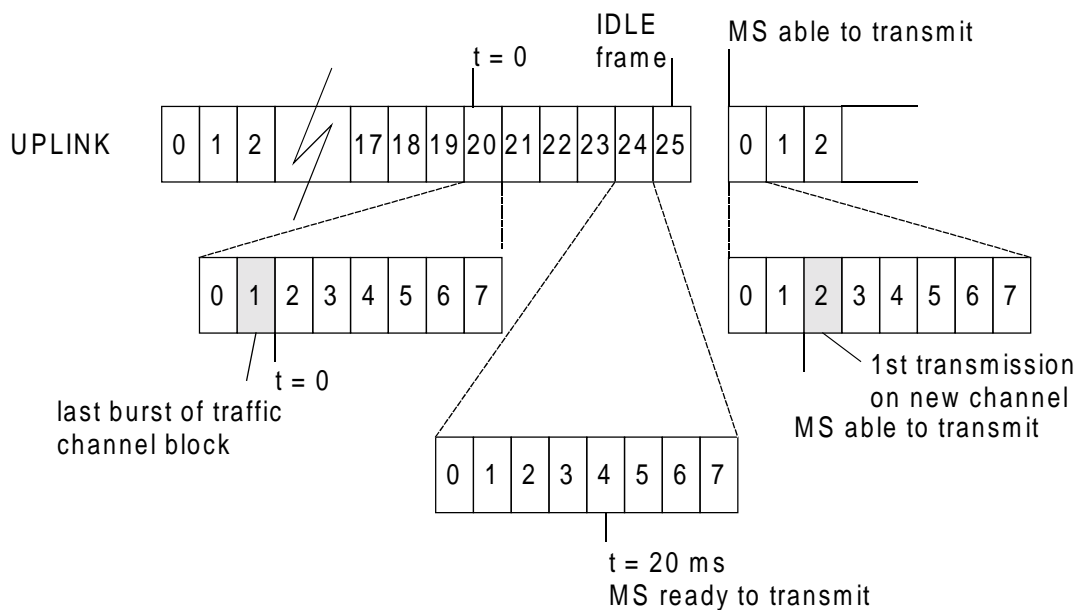 IDLE
frame
MS able to transmit
t = 0
UPLINK
0 1 2 17 18 19 20 21 22 23 24 25
0 1 2
0 1 2 3 4 5 6 7
0 1 2 3 4 5 6 7
t = 0
last burst of traffic
channel block
1st transmission
on new channel
MS able to transmit
0 1 2 3 4 5 6 7
t = 20 ms
MS ready to transmit